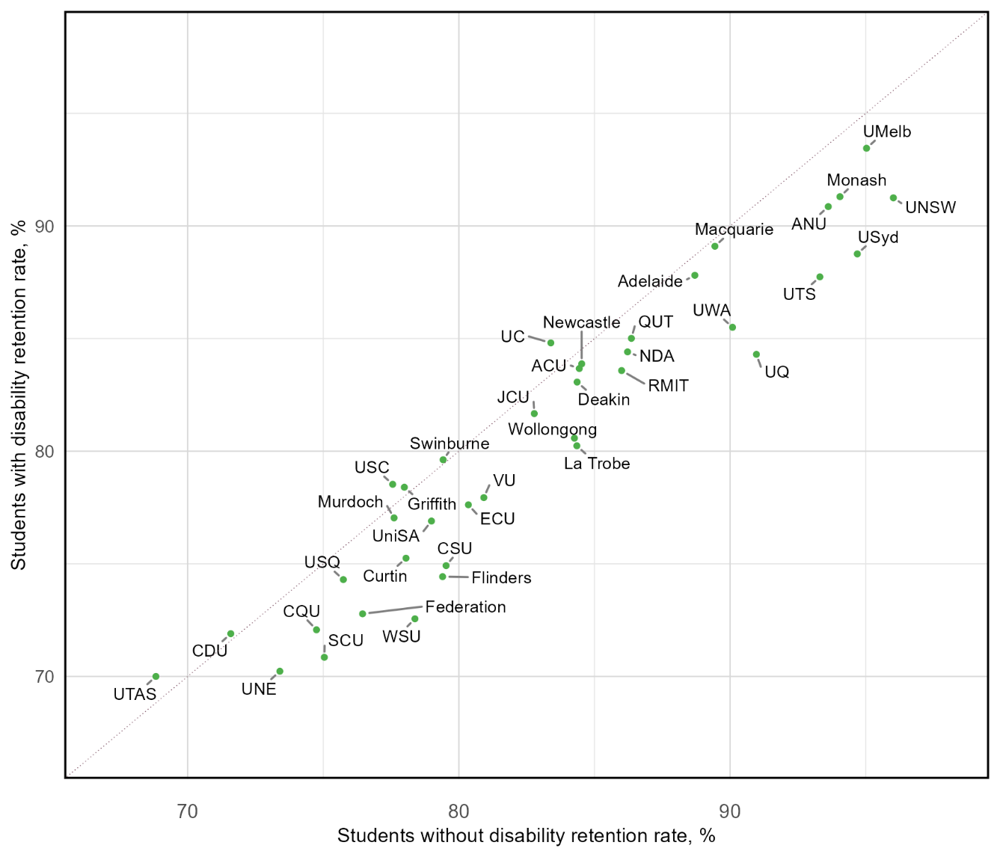 UMelb
Monash
UNSW
ANU
Macquarie
USyd
Adelaide
UTS
UWA
Newcastle
QUT
UC
NDA
ACU
UQ
RMIT
JCU
Deakin
Wollongong
Swinburne
La Trobe
USC
VU
Murdoch
Griffith
ECU
UniSA
CSU
USQ
Curtin
Flinders
Federation
CQU
WSU
SCU
CDU
UNE
UTAS
90
80
70
70
80
90
Students with disability retention rate, %
Students without disability retention rate, %